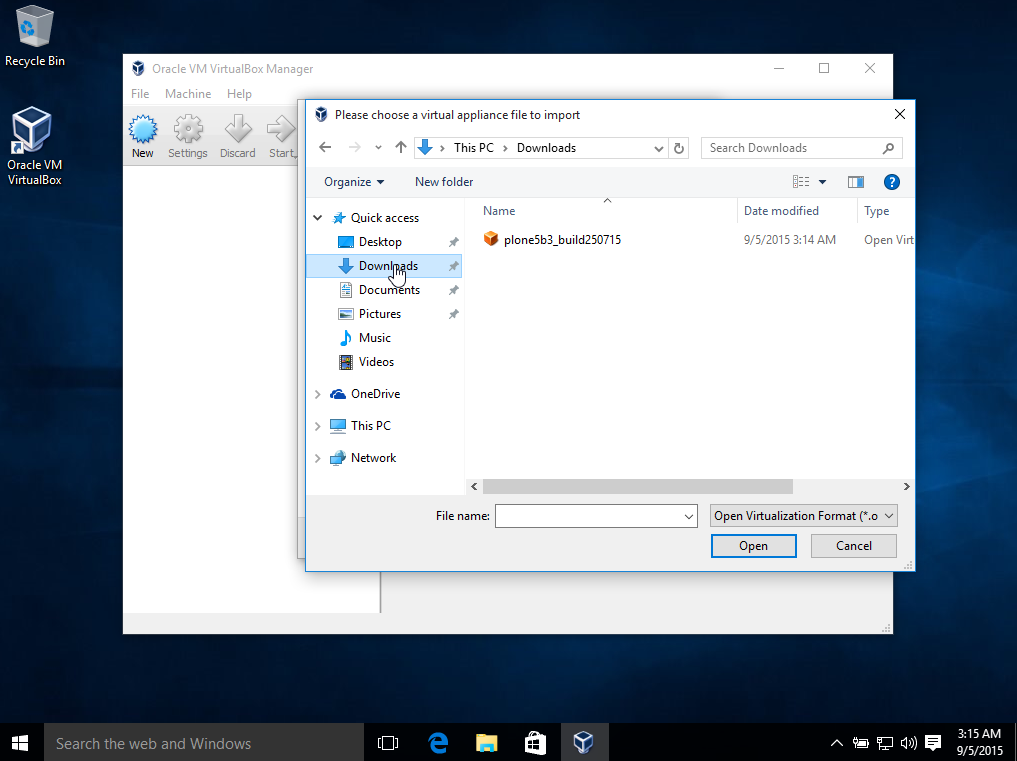 Recycle Bin
Oracle VM
VirtualBox
Oracle VM VirtualBox Manager
File Machine Help
New Settings Discard Start
Please choose a virtual appliance file to import
This PC Downloads
Search Downloads
Organize New folder
Name Date modified Type
Quick access
Desktop
Downloads
Documents
Pictures
Music
Videos
OneDrive
This PC
Network
plone5b3_build250715 9/5/2015 3:14 AM Open Virt
File name:
Open Virtualization Format (*.o
Open Cancel
Search the web and Windows
3:15 AM
9/5/2015